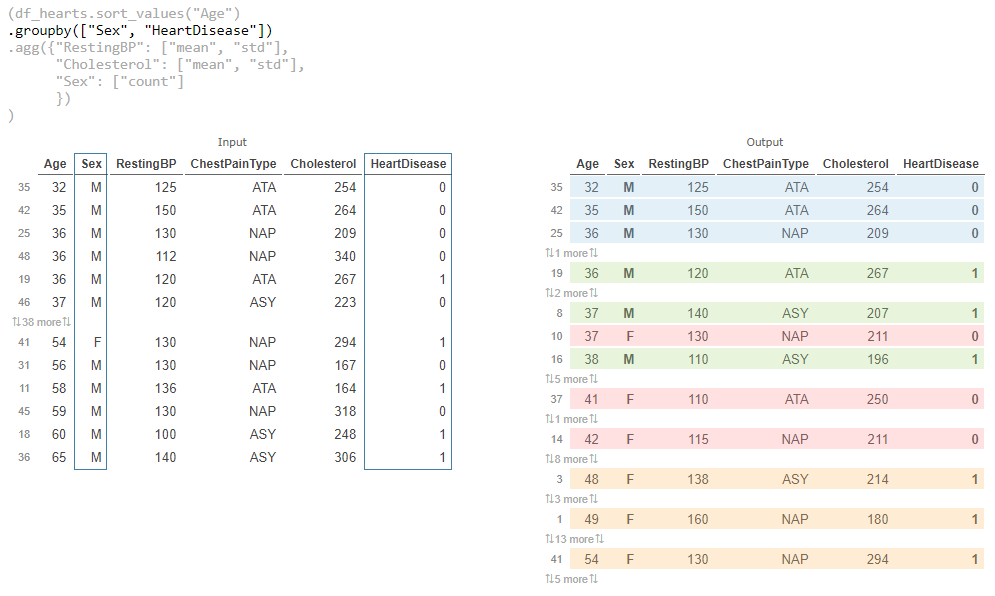 (df_hearts.sort_values("Age")
.groupby(["Sex", "HeartDisease"])
.agg({"RestingBP": ["mean", "std"],
      "Cholesterol": ["mean", "std"],
      "Sex": ["count"]
      })
)
Input
Age Sex RestingBP ChestPainType Cholesterol HeartDisease
35 32 M 125 ATA 254 0
42 35 M 150 ATA 264 0
25 36 M 130 NAP 209 0
48 36 M 112 NAP 340 0
19 36 M 120 ATA 267 1
46 37 M 120 ASY 223 0
⇅38 more⇅
41 54 F 130 NAP 294 1
31 56 M 130 NAP 167 0
11 58 M 136 ATA 164 1
45 59 M 130 NAP 318 0
18 60 M 100 ASY 248 1
36 65 M 140 ASY 306 1
Output
Age Sex RestingBP ChestPainType Cholesterol HeartDisease
35 32 M 125 ATA 254 0
42 35 M 150 ATA 264 0
25 36 M 130 NAP 209 0
⇅1 more⇅
19 36 M 120 ATA 267 1
⇅2 more⇅
8 37 M 140 ASY 207 1
10 37 F 130 NAP 211 0
16 38 M 110 ASY 196 1
⇅5 more⇅
37 41 F 110 ATA 250 0
⇅1 more⇅
14 42 F 115 NAP 211 0
⇅8 more⇅
3 48 F 138 ASY 214 1
⇅3 more⇅
1 49 F 160 NAP 180 1
⇅13 more⇅
41 54 F 130 NAP 294 1
⇅5 more⇅